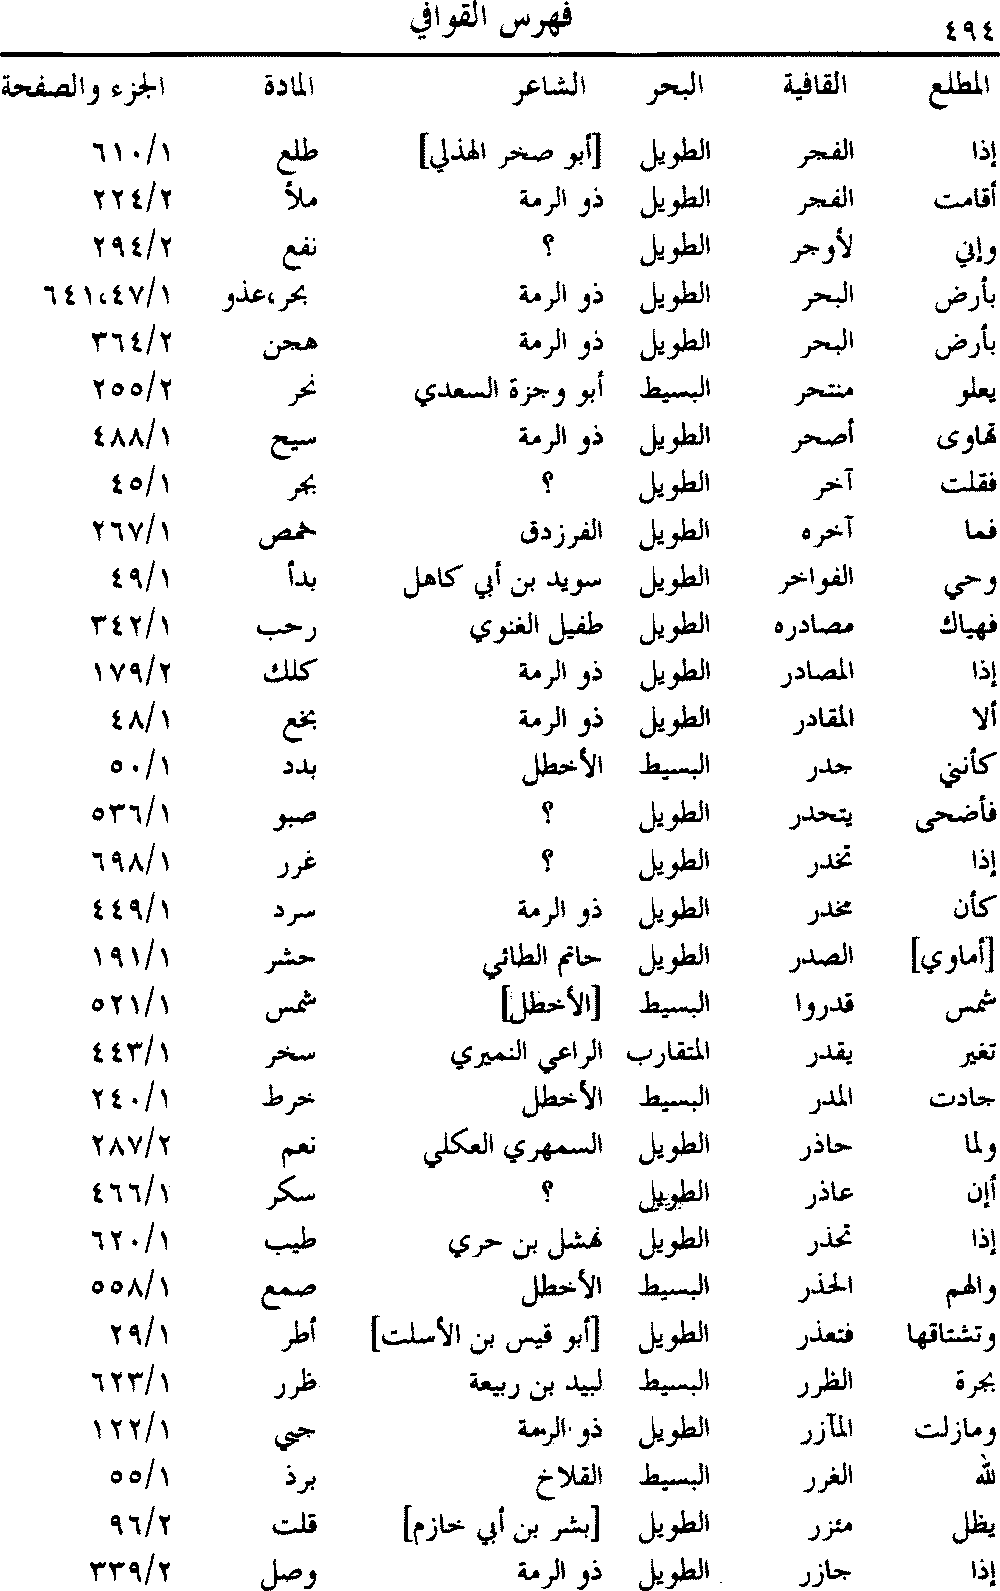 ٤٩٤ فهرس القوافي
المطلع القافية البحر الشاعر المادة الجزء والصفحة
إذا الفجر الطويل [أبو صخر الهذلي] طلع ٦١٠/١
أقامت الفجر الطويل ذو الرمة ملأ ٢٢٤/٢
وإني لأوجر الطويل ؟ نفع ٢٩٤/٢
بأرض البحر الطويل ذو الرمة بحر،عذو ٦٤١،٤٧/١
بأرض البحر الطويل ذو الرمة هجن ٣٦٤/٢
يعلو منتحر البسيط أبو وجزة السعدي نحر ٢٥٥/٢
تهاوى أصحر الطويل ذو الرمة سيح ٤٨٨/١
فقلت آخر الطويل ؟ بجر ٤٥/١
فما آخره الطويل الفرزدق خمص ٢٦٧/١
وحي الفواخر الطويل سويد بن أبي كاهل بدأ ٤٩/١
فهياك مصادره الطويل طفيل الغنوي رحب ٣٤٢/١
إذا المصادر الطويل ذو الرمة كلك ١٧٩/٢
ألا المقادر الطويل ذو الرمة بخع ٤٨/١
كأنني جدر البسيط الأخطل بدد ٥٠/١
فأضحى يتحدر الطويل ؟ صبو ٥٣٦/١
إذا تخدر الطويل ؟ غرر ٦٩٨/١
كأن مخدر الطويل ذو الرمة سرد ٤٤٩/١
[أماوي] الصدر الطويل حاتم الطائي حشر ١٩١/١
شمس قدروا البسيط [الأخطل] شمس ٥٢١/١
تغير يقدر المتقارب الراعي النميري سخر ٤٤٣/١
جادت المدر البسيط الأخطل خرط ٢٤٠/١
ولما حاذر الطويل السمهري العكلي نعم ٢٨٧/٢
أإن عاذر الطويل ؟ سكر ٤٦٦/١
إذا تحذر الطويل نهشل بن حري طيب ٦٢٠/١
والهم الحذر البسيط الأخطل صمع ٥٥٨/١
وتشتاقها فتعذر الطويل [أبو قيس بن الأسلت] أطر ٢٩/١
بجرة الظرر البسيط لبيد بن ربيعة ظرر ٦٢٣/١
ومازلت المآزر الطويل ذو الرمة جيي ١٢٢/١
لله الغرر البسيط القلاخ برذ ٥٥/١
يظل مئزر الطويل [بشر بن أبي خازم] قلت ٩٦/٢
إذا جازر الطويل ذو الرمة وصل ٣٣٩/٢